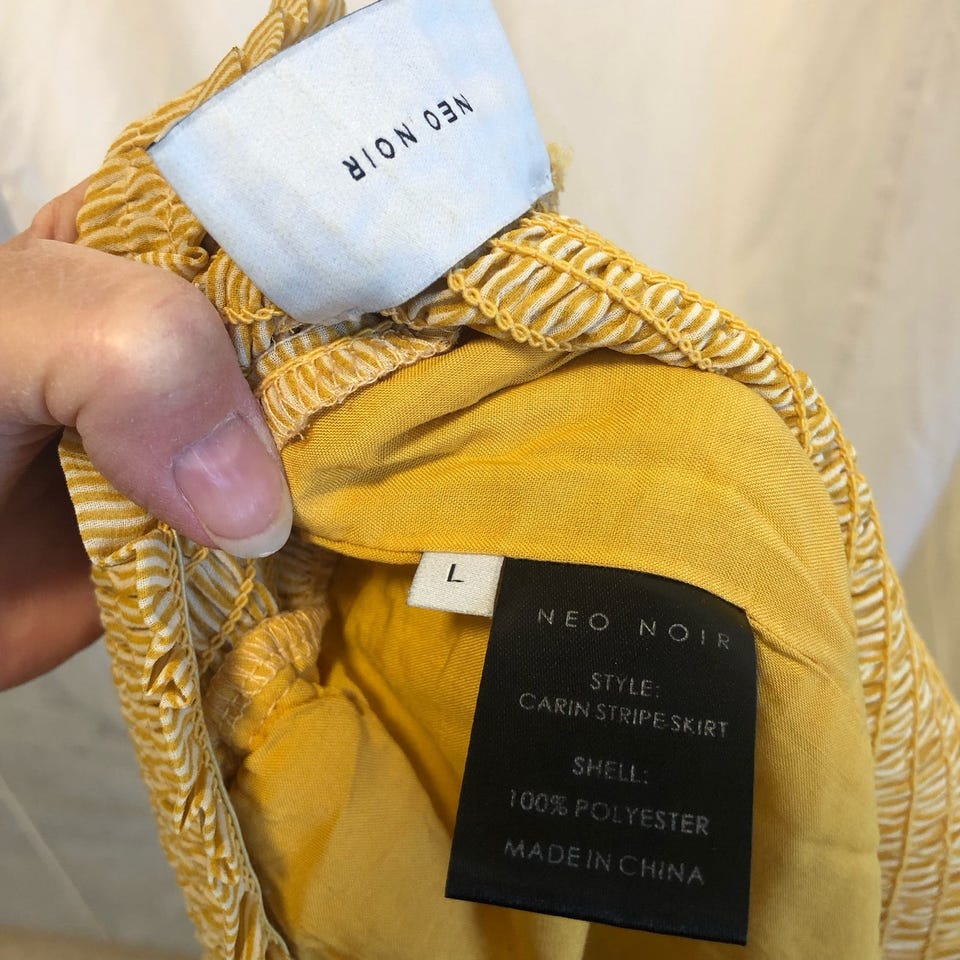 NEO NOIR
L
NEO NOIR
STYLE:
CARIN STRIPE SKIRT
SHELL:
100% POLYESTER
MADE IN CHINA